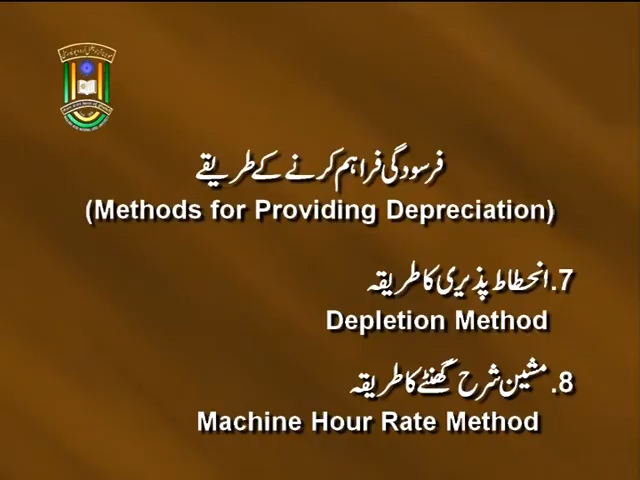 فرسودگی فراہم کرنے کے طریقے
(Methods for Providing Depreciation)
7. انحطاط پذیری کا طریقہ
Depletion Method
8. مشین شرح گھنٹے کا طریقہ
Machine Hour Rate Method